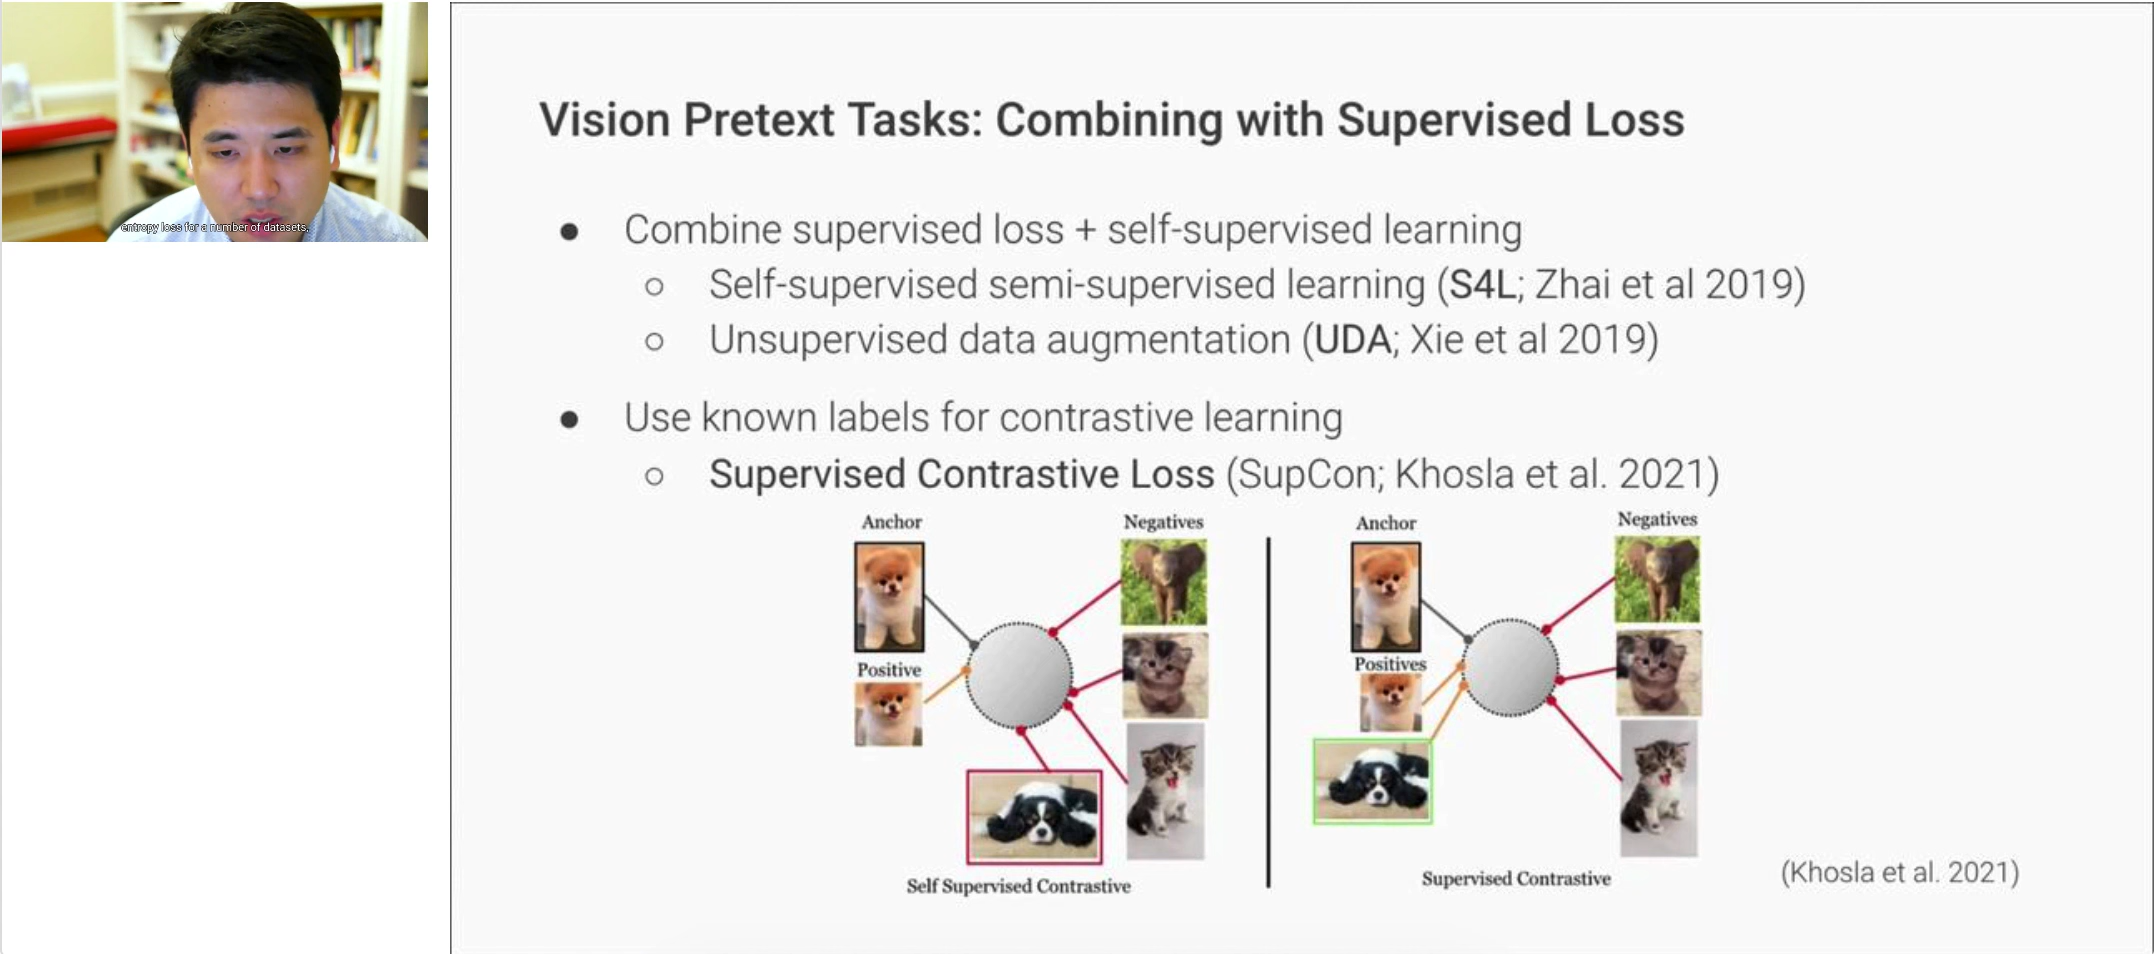 entropy loss for a number of datasets,
Vision Pretext Tasks: Combining with Supervised Loss
● Combine supervised loss + self-supervised learning
○ Self-supervised semi-supervised learning (S4L; Zhai et al 2019)
○ Unsupervised data augmentation (UDA; Xie et al 2019)
● Use known labels for contrastive learning
○ Supervised Contrastive Loss (SupCon; Khosla et al. 2021)
Anchor
Negatives
Positive
Self Supervised Contrastive
Anchor
Negatives
Positives
Supervised Contrastive
(Khosla et al. 2021)